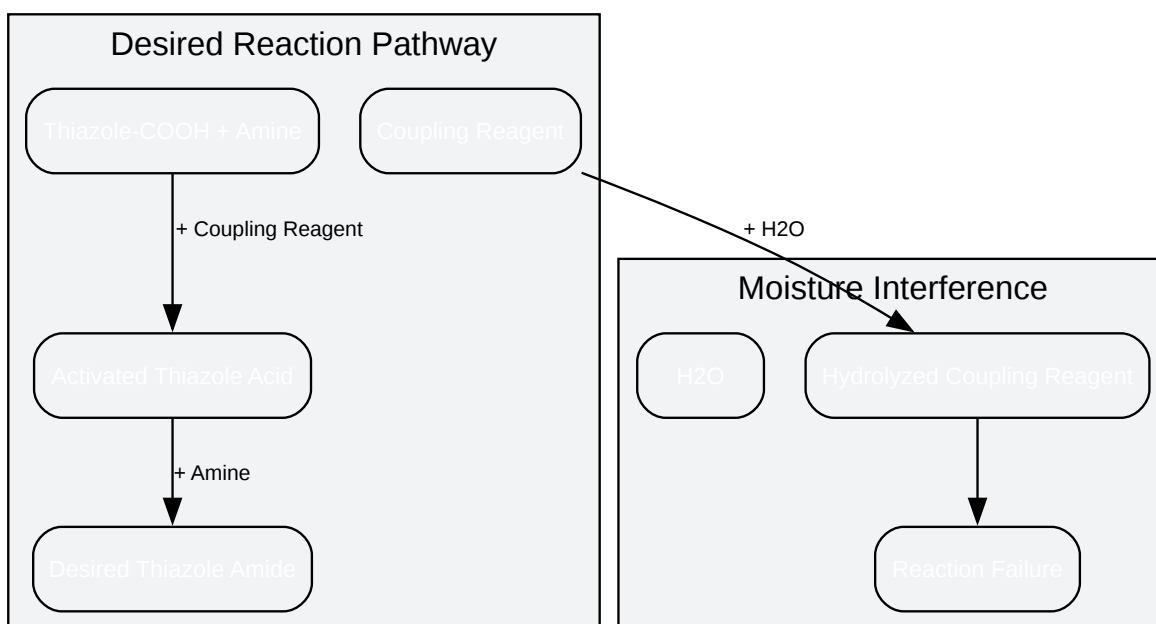 Desired Reaction Pathway
Thiazole-COOH + Amine
Coupling Reagent
+ Coupling Reagent
+ H2O
Moisture Interference
Activated Thiazole Acid
H2O
Hydrolyzed Coupling Reagent
+ Amine
Desired Thiazole Amide
Reaction Failure